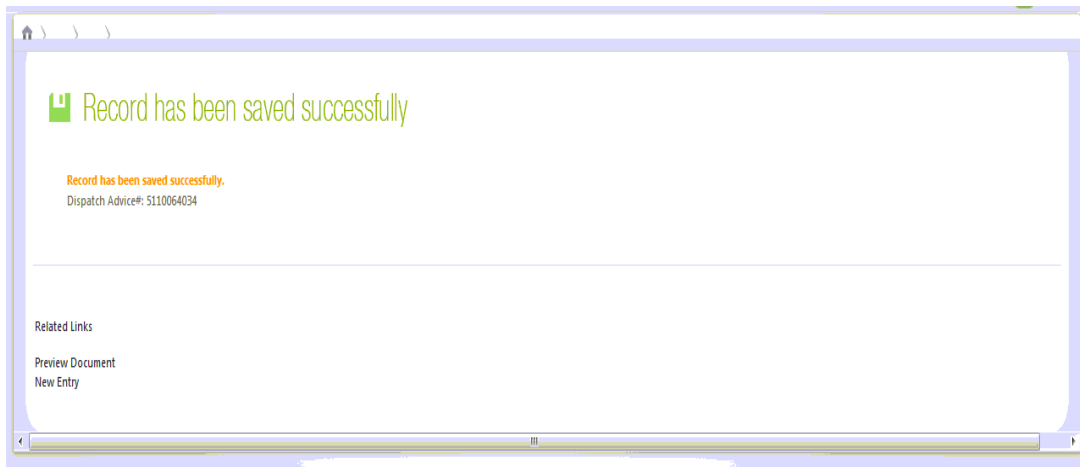 Record has been saved successfully
Record has been saved successfully.
Dispatch Advice#: 5110064034
Related Links
Preview Document
New Entry